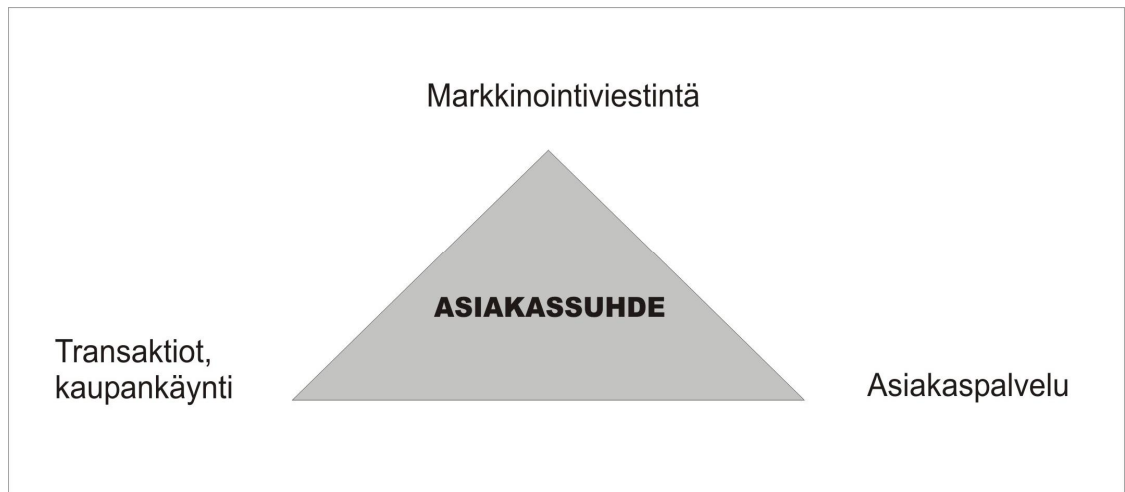 Markkinointiviestintä
ASIAKASSUHDE
Transaktiot,
kaupankäynti
Asiakaspalvelu